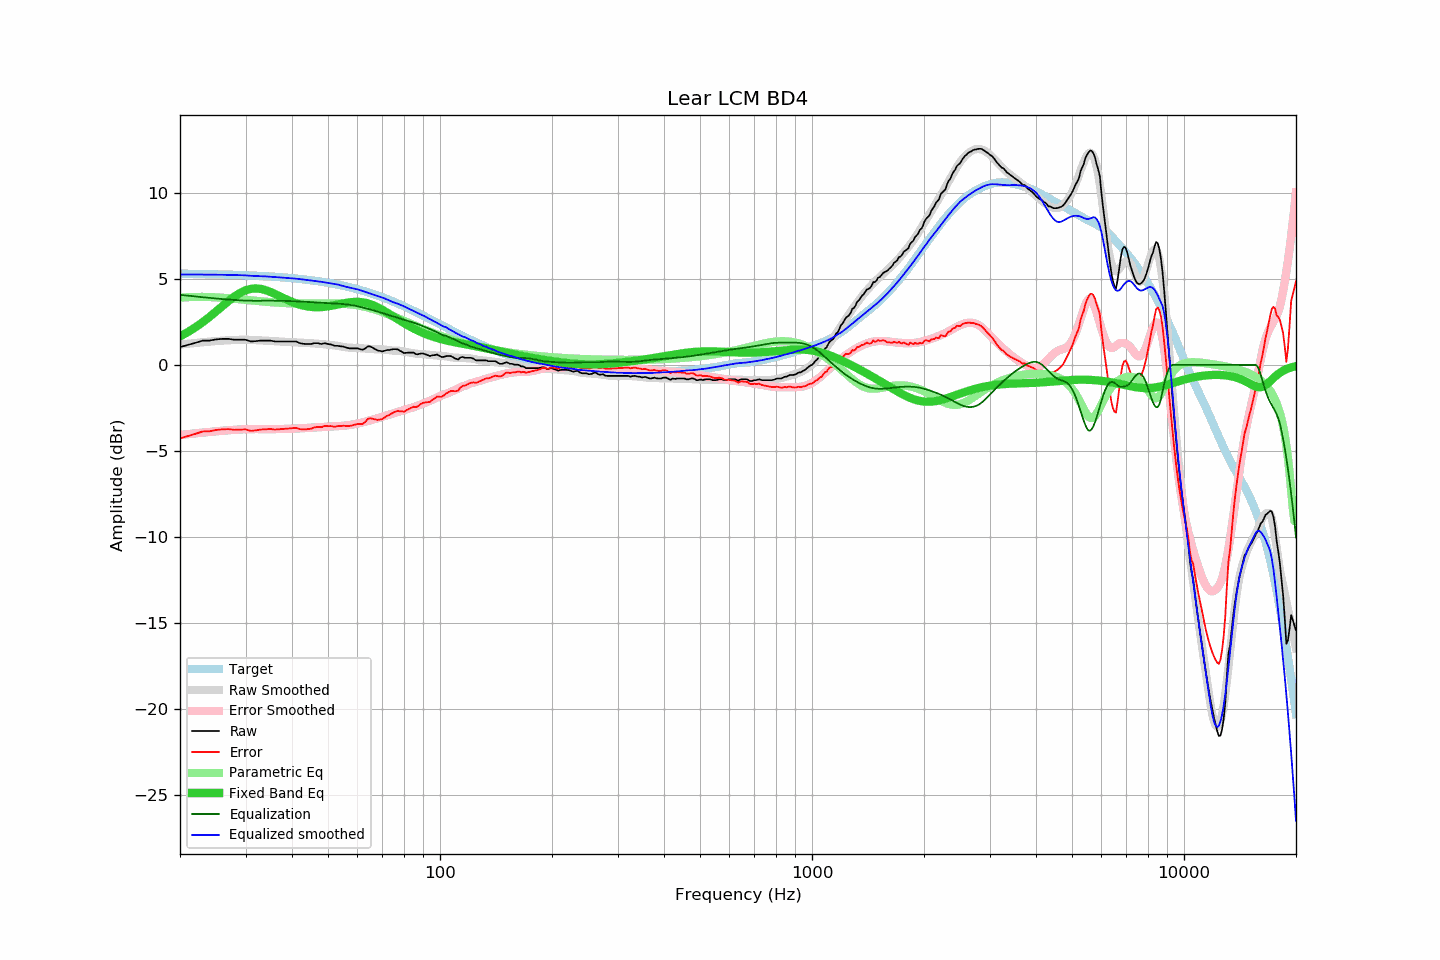 Lear LCM BD4
Amplitude (dBr)
10
5
0
−5
−10
−15
−20
−25
Target
Raw Smoothed
Error Smoothed
Raw
Error
Parametric Eq
Fixed Band Eq
Equalization
Equalized smoothed
100
1000
10000
Frequency (Hz)